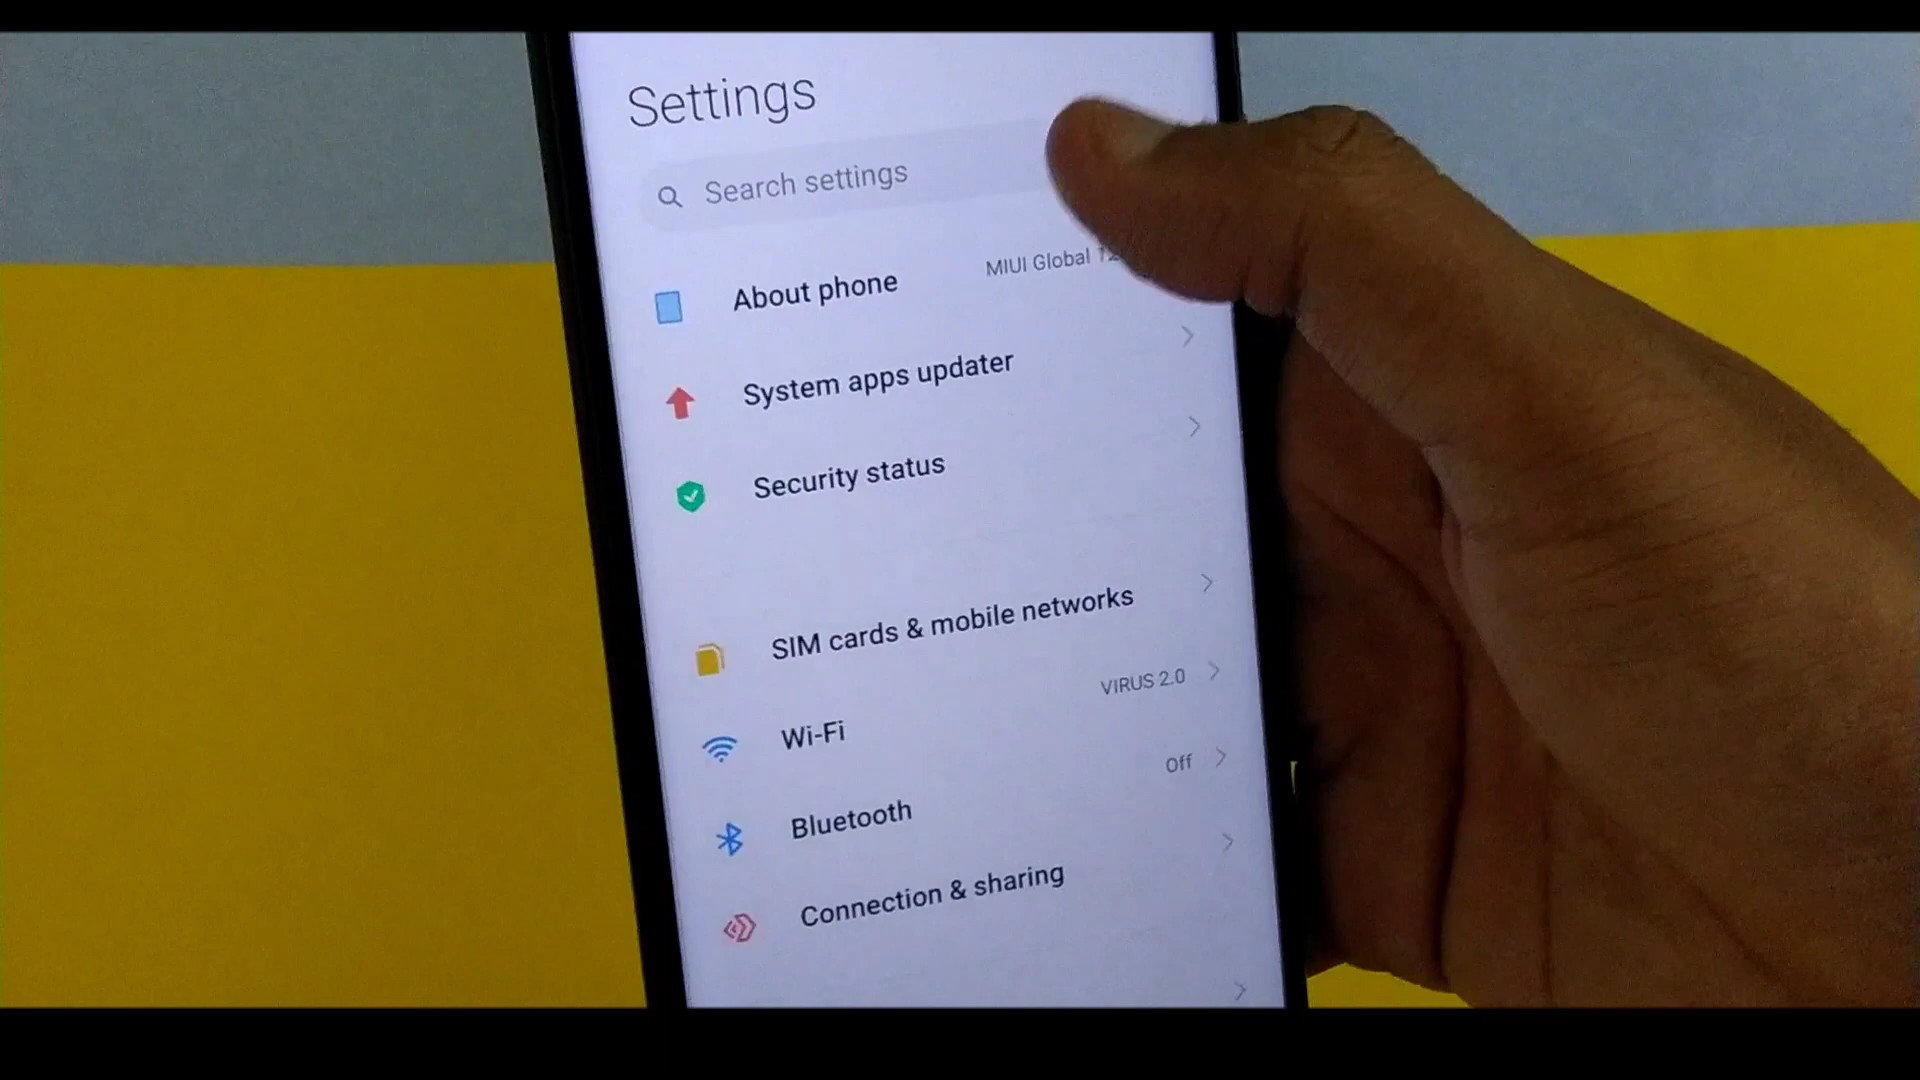 Settings
Search settings
About phone
MIUI Global
System apps updater
Security status
SIM cards & mobile networks
Wi-Fi
VIRUS 2.0
Bluetooth
Off
Connection & sharing